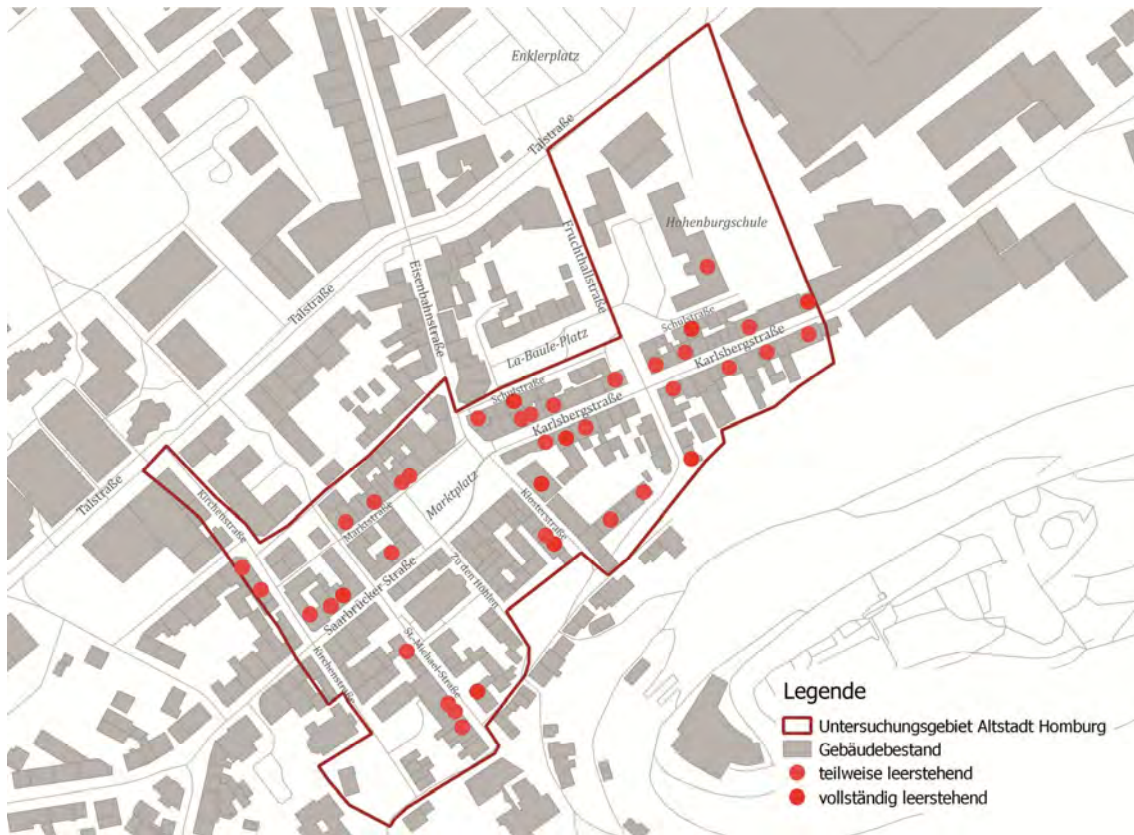 Enklerplatz
Talstraße
Hohenburgschule
Fruchthallstraße
Eisenbahnstraße
Talstraße
Schulstraße
La-Baule-Platz
Karlsbergstraße
Schulstraße
Karlsbergstraße
Marktplatz
Talstraße
Kirchenstraße
Marktstraße
Klosterstraße
Saarbrücker Straße
Zu den Höhlen
St.-Michael-Straße
Kirchenstraße
Legende
Untersuchungsgebiet Altstadt Homburg
Gebäudebestand
teilweise leerstehend
vollständig leerstehend